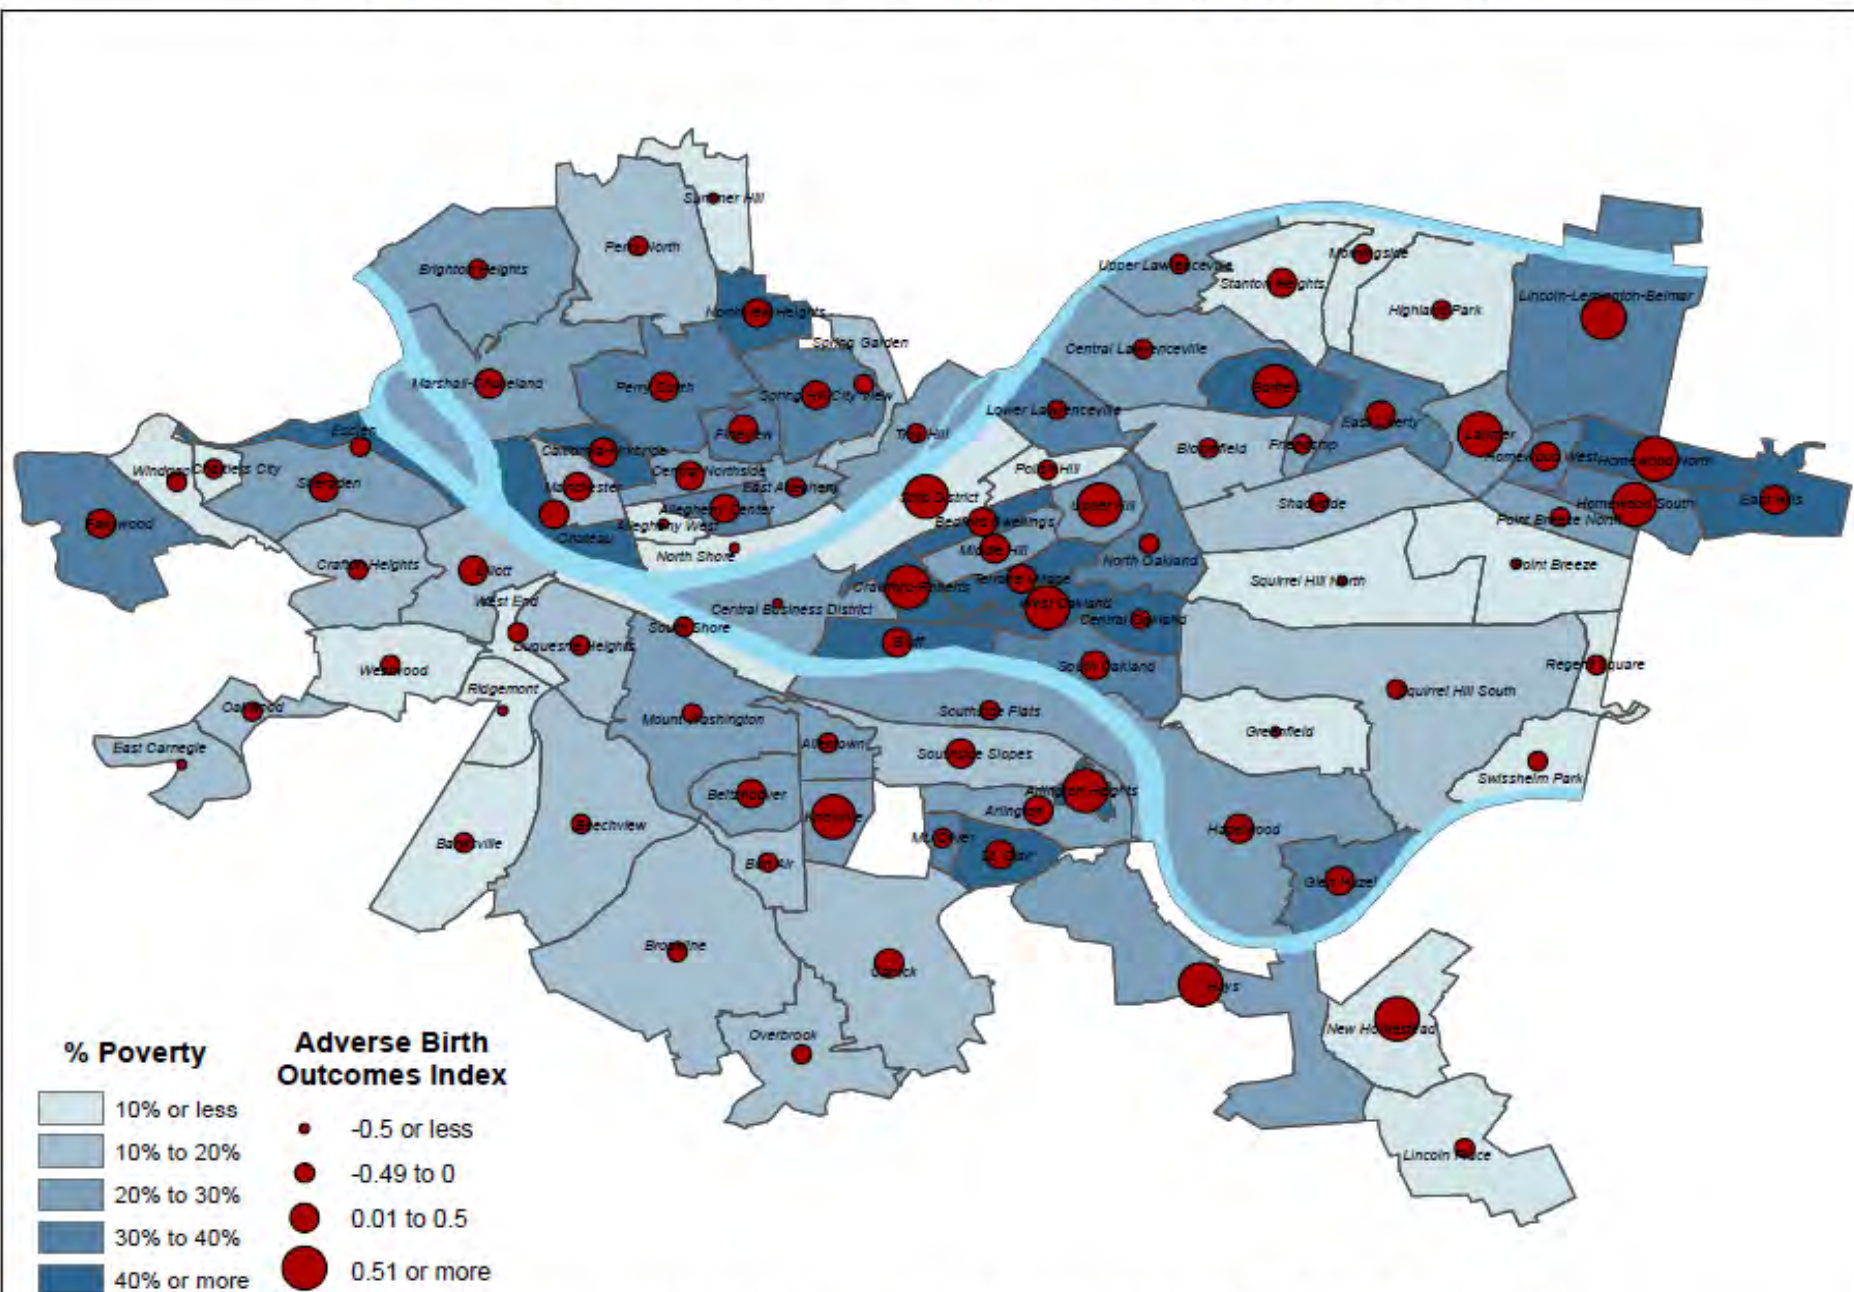 Summer Hill
Perry North
Brighton Heights
Northview Heights
Spring Garden
Upper Lawrenceville
Morningside
Stanton Heights
Highland Park
Lincoln-Lemington-Belmar
Central Lawrenceville
Marshall-Shadeland
Perry South
Spring Hill-City View
Garfield
Lower Lawrenceville
East Liberty
Larimer
Esplen
Fineview
Troy Hill
California-Kirkbride
Bloomfield
Friendship
Homewood West
Homewood North
Windgap
Chartiers City
Central Northside
Polish Hill
Sheraden
Manchester
East Allegheny
Strip District
Upper Hill
Shadyside
Homewood South
East Hills
Allegheny Center
Fairwood
Allegheny West
Bedford Dwellings
Point Breeze North
Chateau
North Shore
Middle Hill
North Oakland
Crafton Heights
Elliott
Crawford-Roberts
Terrace Village
Squirrel Hill North
Point Breeze
West End
Central Business District
West Oakland
Central Oakland
South Shore
Duquesne Heights
Bluff
South Oakland
Regent Square
Westwood
Ridgemont
Squirrel Hill South
Oakwood
Mount Washington
Southside Flats
Greenfield
East Carnegie
Allentown
Southside Slopes
Swisshelm Park
Beltzhoover
Arlington Heights
Arlington
Knoxville
Hazelwood
Beechview
Banksville
Mt. Oliver
St. Clair
Bon Air
Glen Hazel
Brookline
Carrick
Hays
New Homestead
Overbrook
Lincoln Place
% Poverty
10% or less
10% to 20%
20% to 30%
30% to 40%
40% or more
Adverse Birth
Outcomes Index
-0.5 or less
-0.49 to 0
0.01 to 0.5
0.51 or more